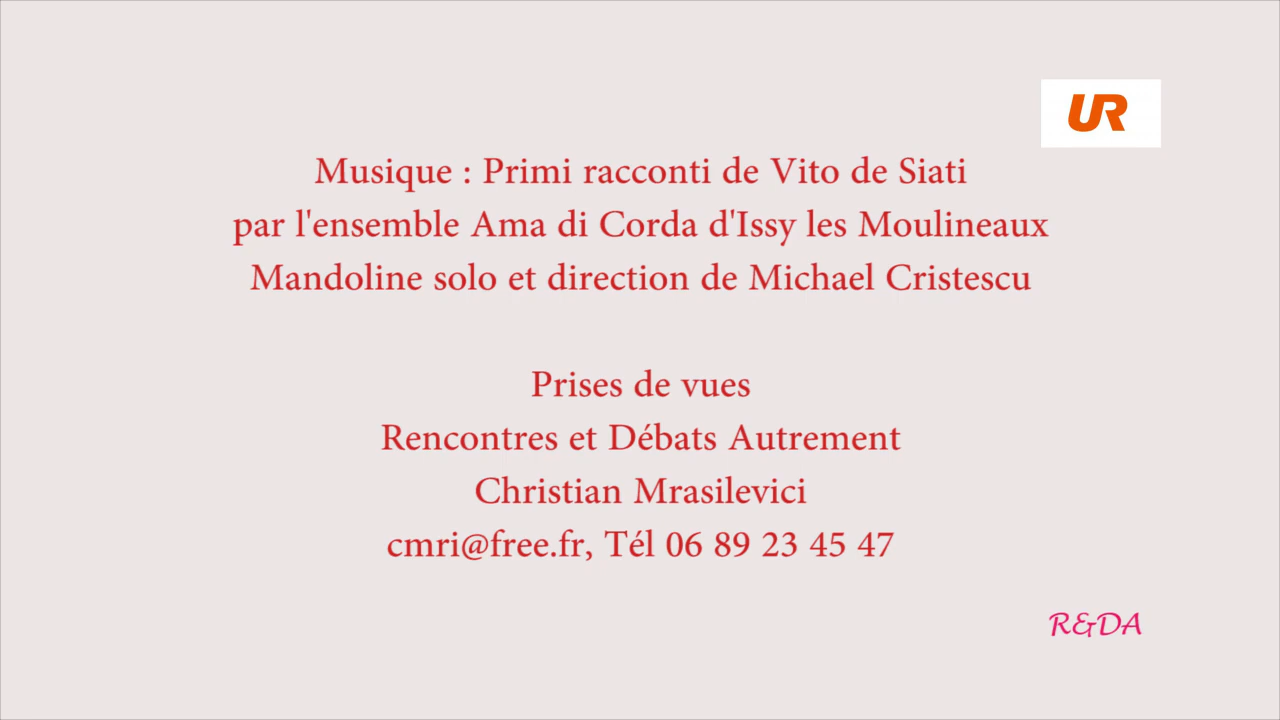 UR
Musique : Primi racconti de Vito de Siati
par l'ensemble Ama di Corda d'Issy les Moulineaux
Mandoline solo et direction de Michael Cristescu
Prises de vues
Rencontres et Débats Autrement
Christian Mrasilevici
cmri@free.fr, Tél 06 89 23 45 47
R&DA